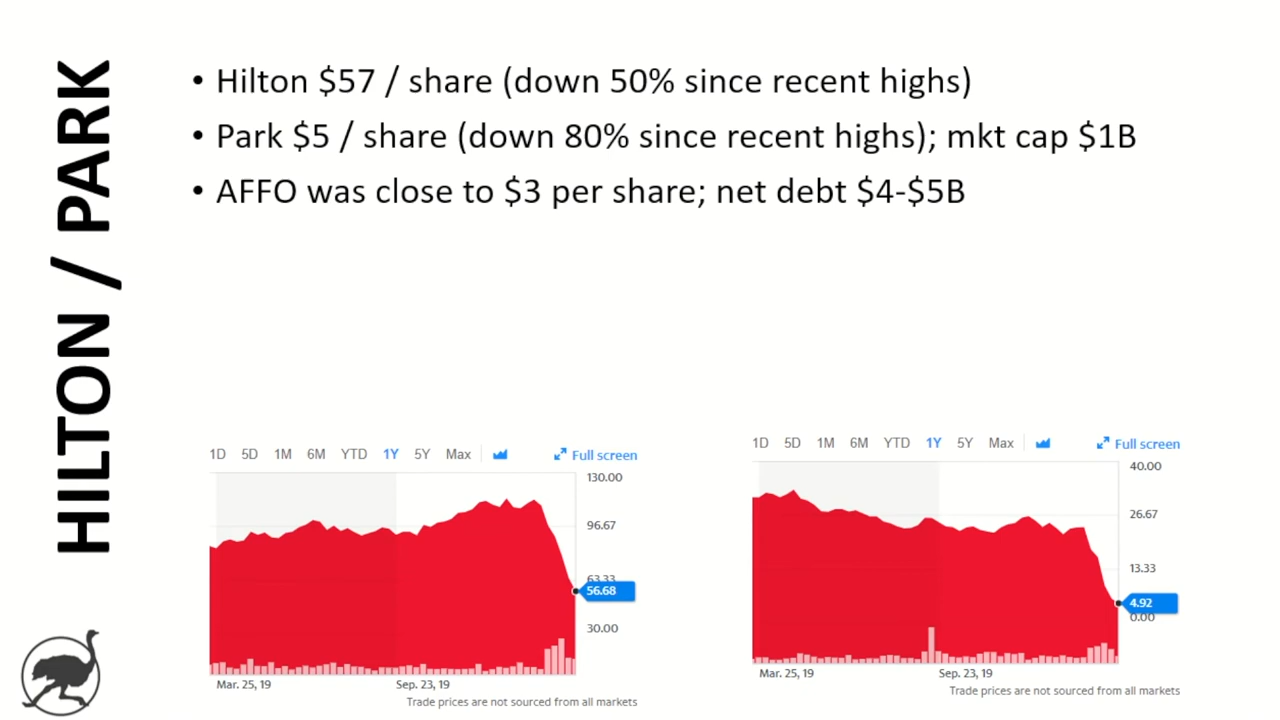 HILTON / PARK
• Hilton $57 / share (down 50% since recent highs)
• Park $5 / share (down 80% since recent highs); mkt cap $1B
• AFFO was close to $3 per share; net debt $4-$5B
1D 5D 1M 6M YTD 1Y 5Y Max Full screen
130.00
96.67
63.33
56.68
30.00
Mar. 25, 19 Sep. 23, 19
Trade prices are not sourced from all markets
1D 5D 1M 6M YTD 1Y 5Y Max Full screen
40.00
26.67
13.33
4.92
0.00
Mar. 25, 19 Sep. 23, 19
Trade prices are not sourced from all markets